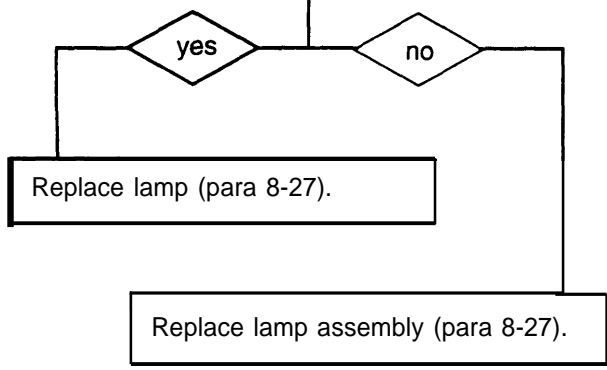 yes
no
Replace lamp (para 8-27).
Replace lamp assembly (para 8-27).